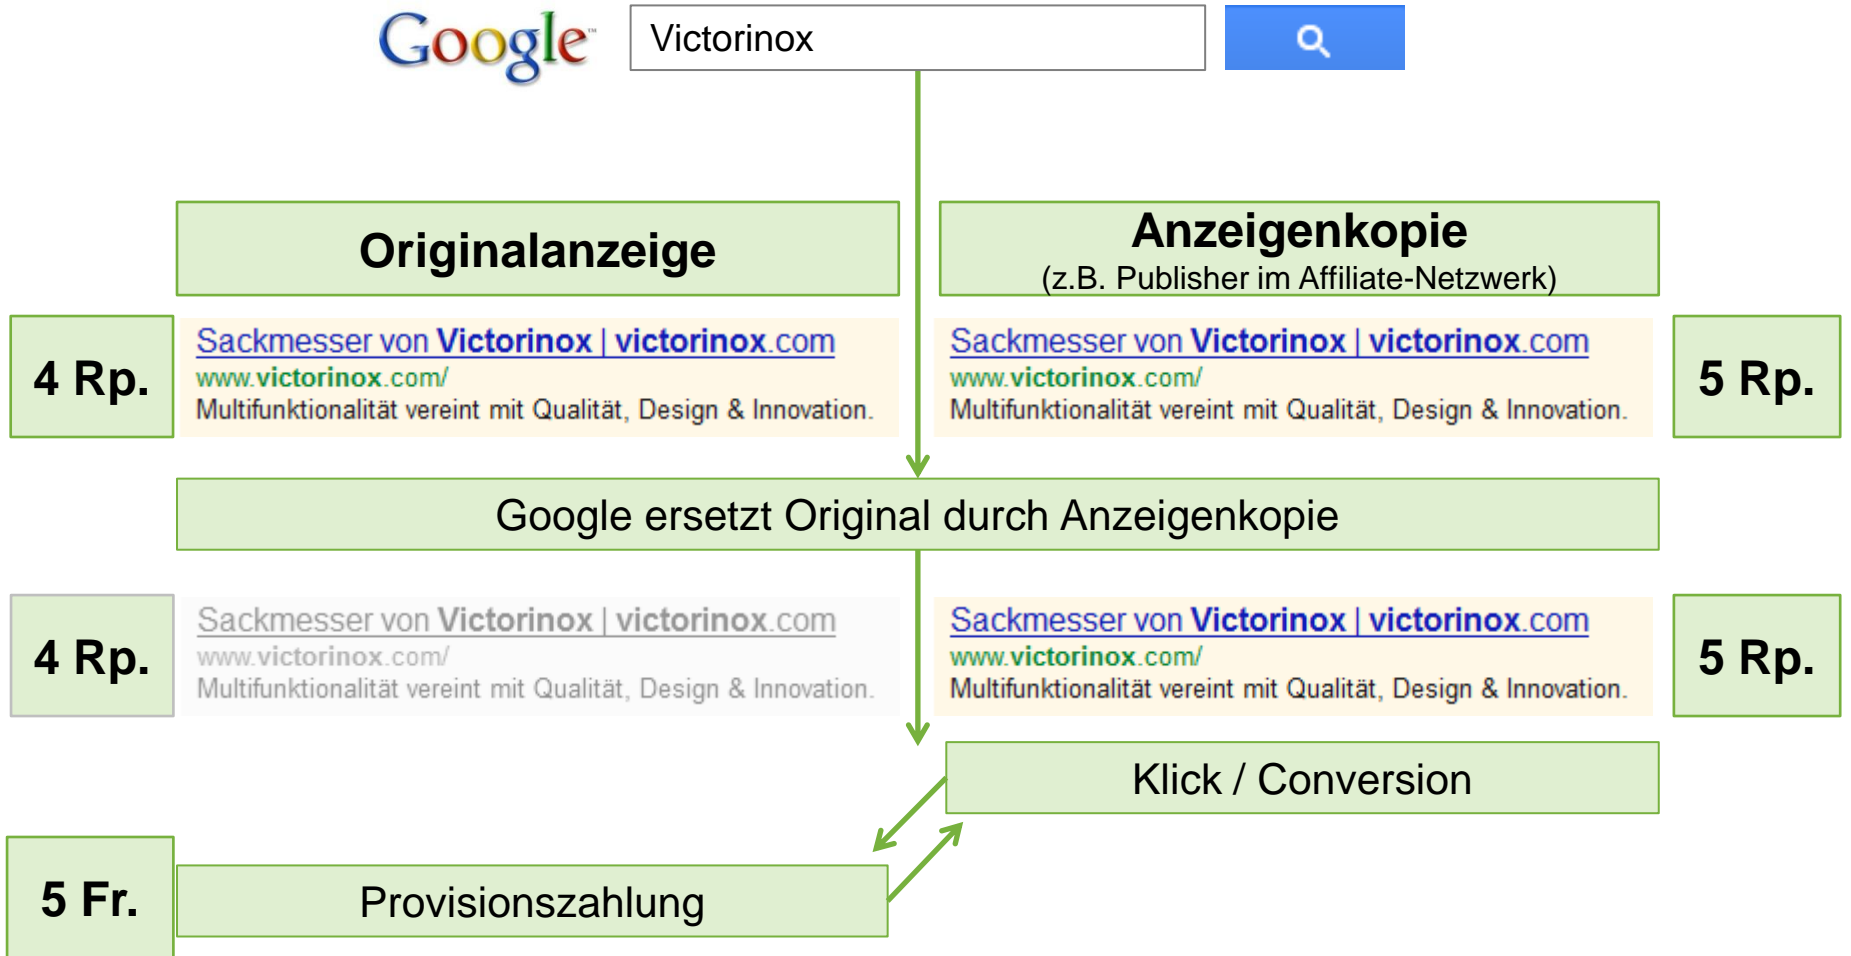 Google™ Victorinox
Originalanzeige
Anzeigenkopie
(z.B. Publisher im Affiliate-Netzwerk)
4 Rp.
Sackmesser von Victorinox | victorinox.com
www.victorinox.com/
Multifunktionalität vereint mit Qualität, Design & Innovation.
Sackmesser von Victorinox | victorinox.com
www.victorinox.com/
Multifunktionalität vereint mit Qualität, Design & Innovation.
5 Rp.
Google ersetzt Original durch Anzeigenkopie
4 Rp.
Sackmesser von Victorinox | victorinox.com
www.victorinox.com/
Multifunktionalität vereint mit Qualität, Design & Innovation.
Sackmesser von Victorinox | victorinox.com
www.victorinox.com/
Multifunktionalität vereint mit Qualität, Design & Innovation.
5 Rp.
Klick / Conversion
5 Fr.
Provisionszahlung